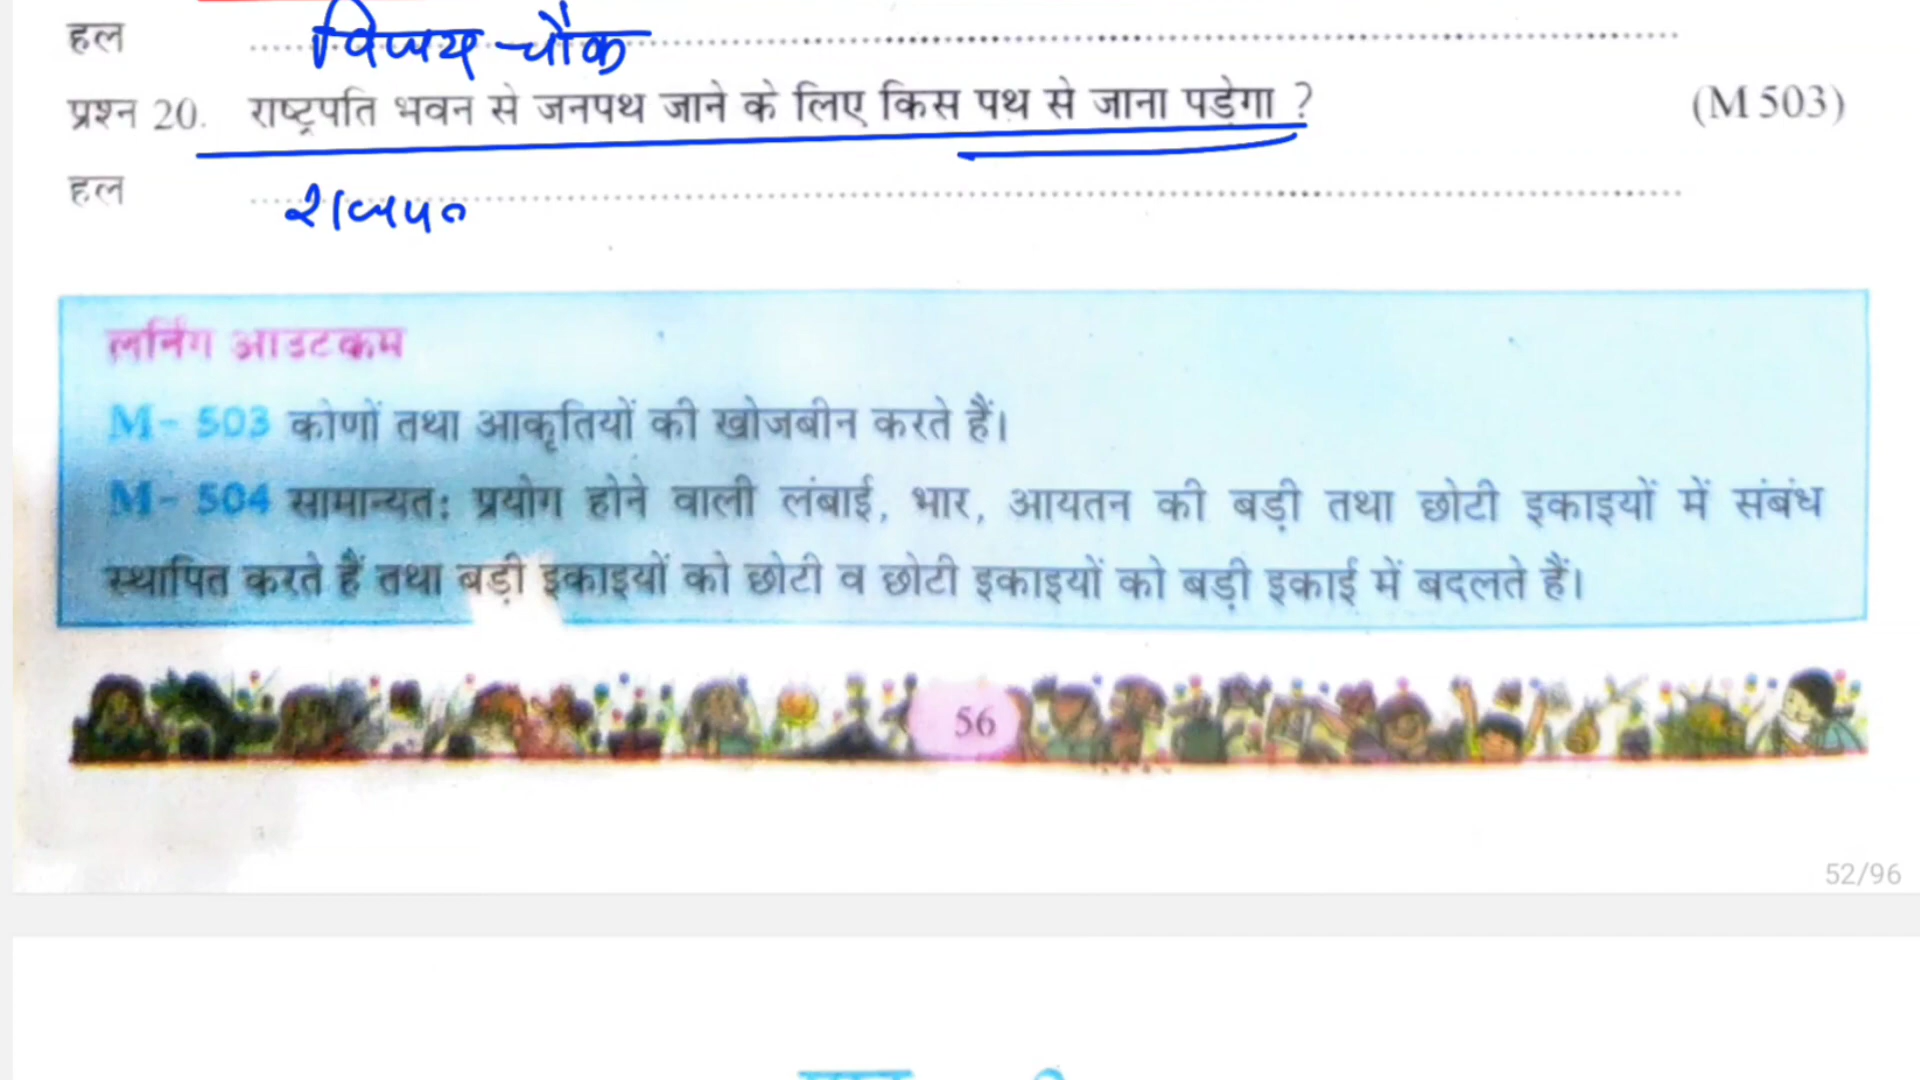 हल विजय-चौक
प्रश्न 20. राष्ट्रपति भवन से जनपथ जाने के लिए किस पथ से जाना पड़ेगा ? (M 503)
हल
लर्निंग आउटकम
M- 503 कोणों तथा आकृतियों की खोजबीन करते हैं।
M- 504 सामान्यत: प्रयोग होने वाली लंबाई, भार, आयतन की बड़ी तथा छोटी इकाइयों में संबंध
स्थापित करते हैं तथा बड़ी इकाइयों को छोटी व छोटी इकाइयों को बड़ी इकाई में बदलते हैं।
56
52/96